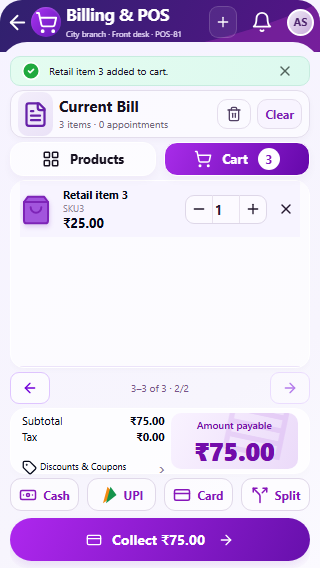 Billing & POS
City branch · Front desk · POS-81
AS
Retail item 3 added to cart.
Current Bill
3 items · 0 appointments
Clear
Products
Cart 3
Retail item 3
SKU3
₹25.00
1
3–3 of 3 · 2/2
Subtotal ₹75.00
Tax ₹0.00
Discounts & Coupons
Amount payable
₹75.00
Cash
UPI
Card
Split
Collect ₹75.00